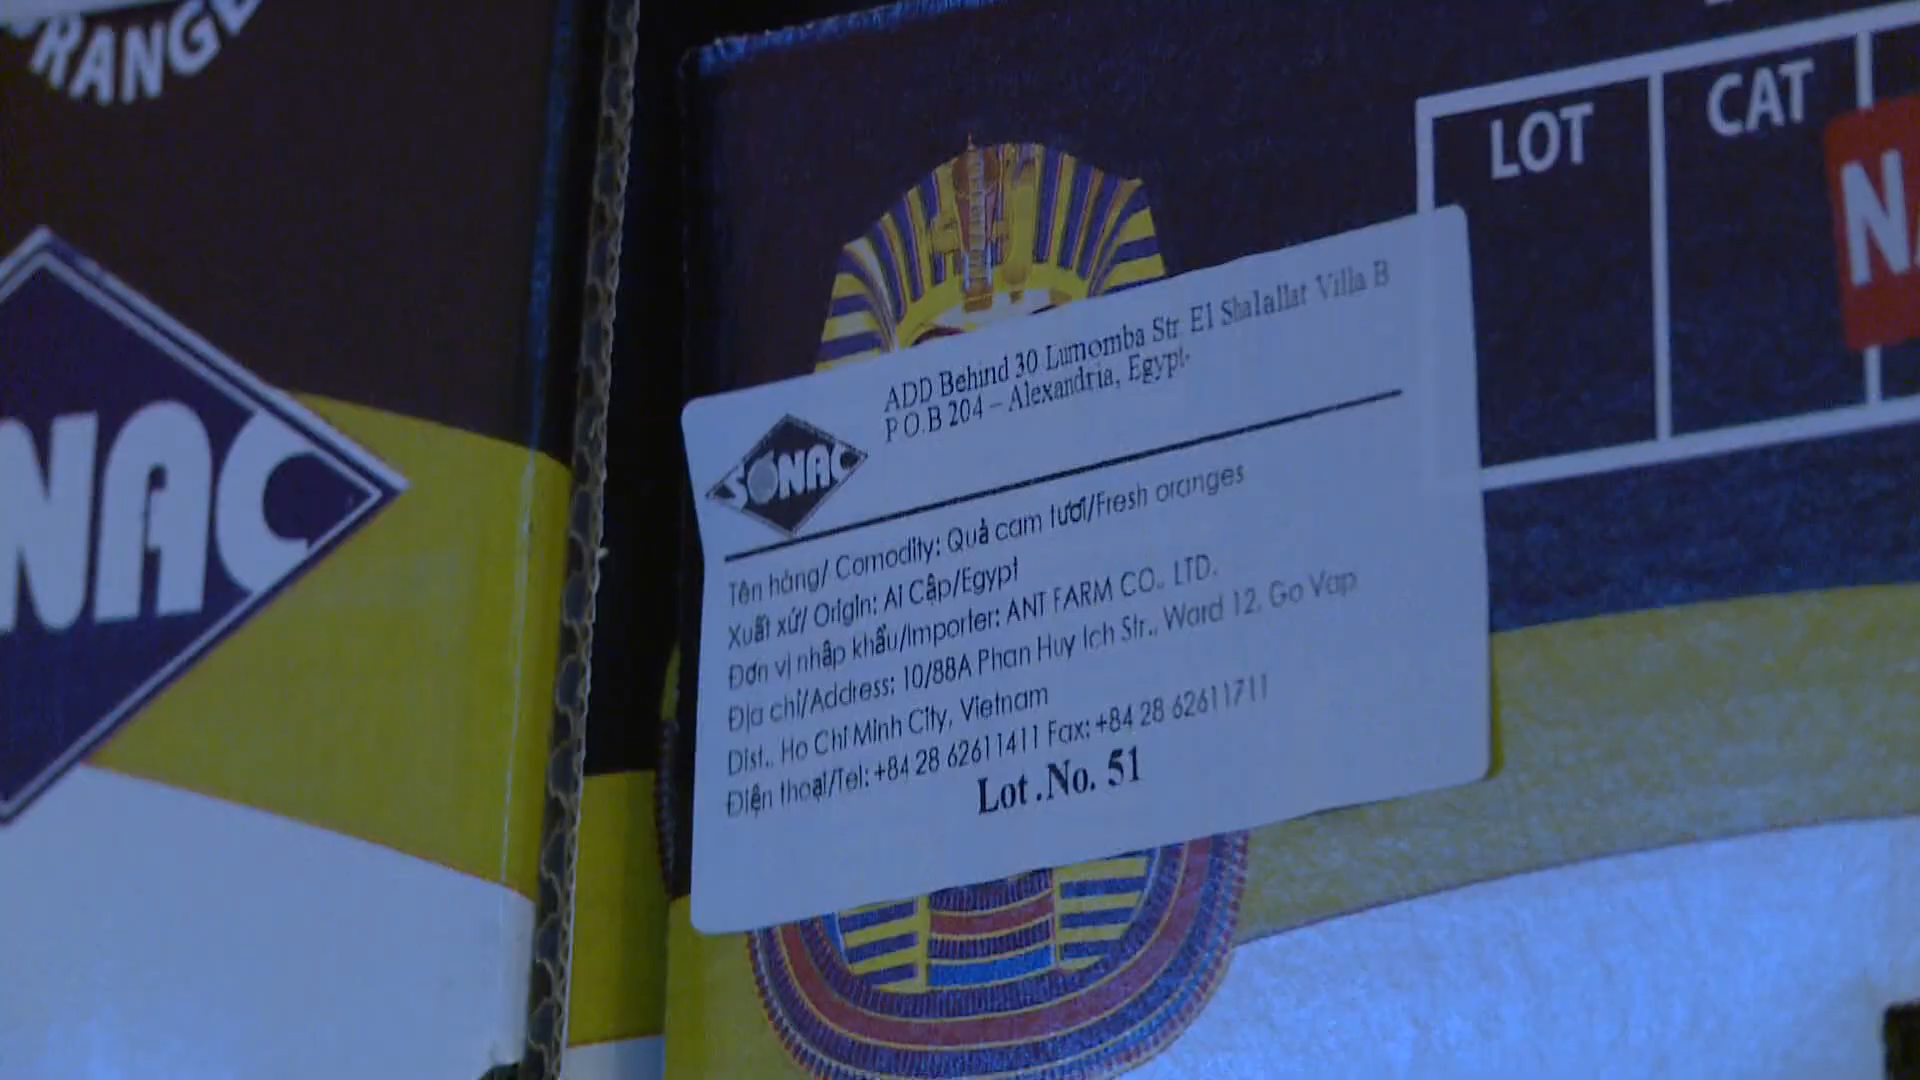 RANGE
NAC
LOT
CAT
ADD Behind 30 Lumomba Str. El Shalallat Villa B
P.O.B 204 – Alexandria, Egypt.
SONAC
Tên hàng/ Comodity: Quả cam tươi/Fresh oranges
Xuất xứ/ Origin: Ai Cập/Egypt
Đơn vị nhập khẩu/Importer: ANT FARM CO., LTD.
Địa chỉ/Address: 10/88A Phan Huy Ich Str., Ward 12, Go Vap
Dist., Ho Chi Minh City, Vietnam
Điện thoại/Tel: +84 28 62611411 Fax: +84 28 62611711
Lot .No. 51